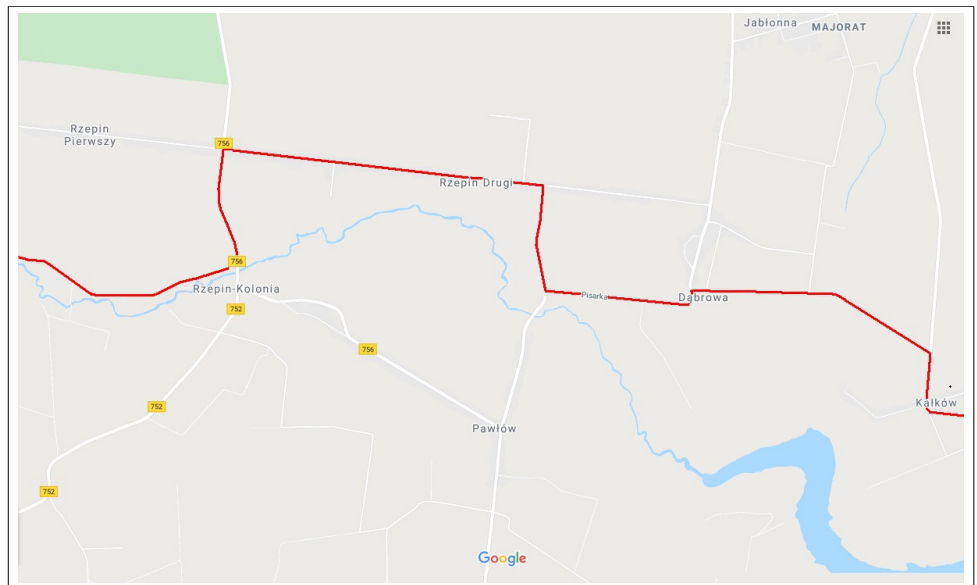 Jabłonna
MAJORAT
Rzepin
Pierwszy
756
Rzepin Drugi
756
Rzepin-Kolonia
Pisarka
Dąbrowa
752
756
752
Kałków
Pawłów
752
Google